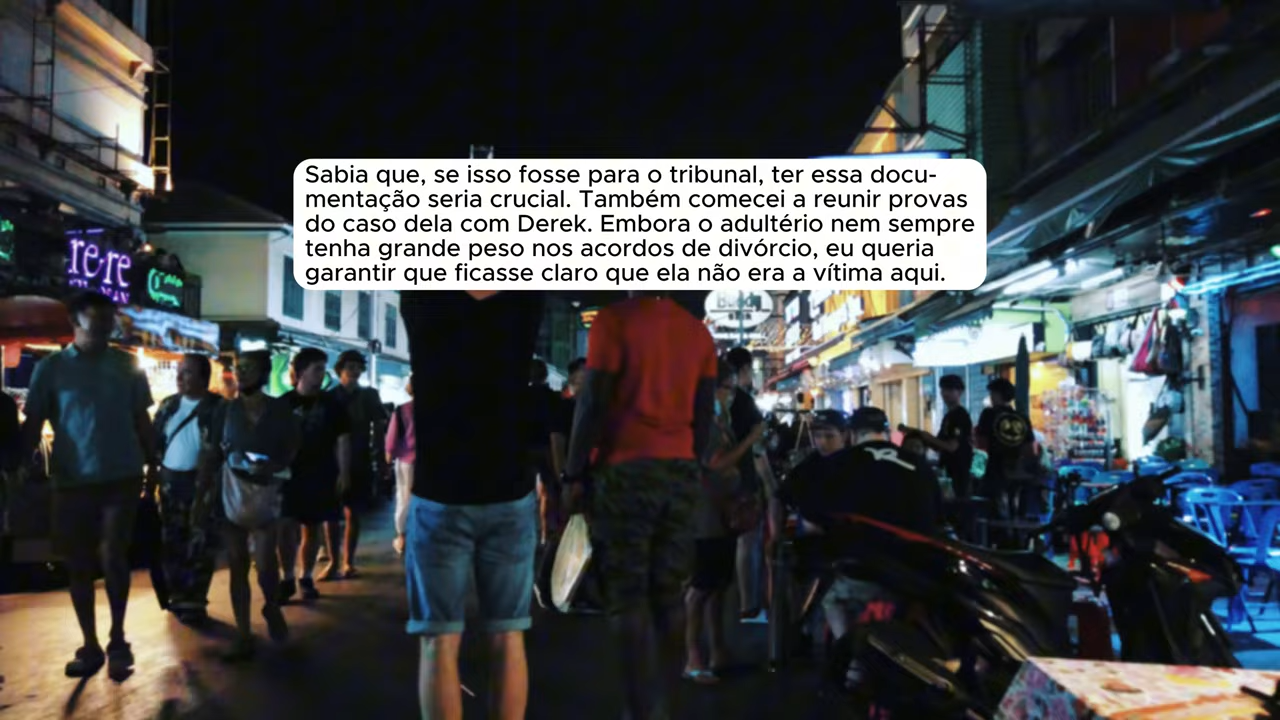 Sabia que, se isso fosse para o tribunal, ter essa docu-
mentação seria crucial. Também comecei a reunir provas
do caso dela com Derek. Embora o adultério nem sempre
tenha grande peso nos acordos de divórcio, eu queria
garantir que ficasse claro que ela não era a vítima aqui.
re-re